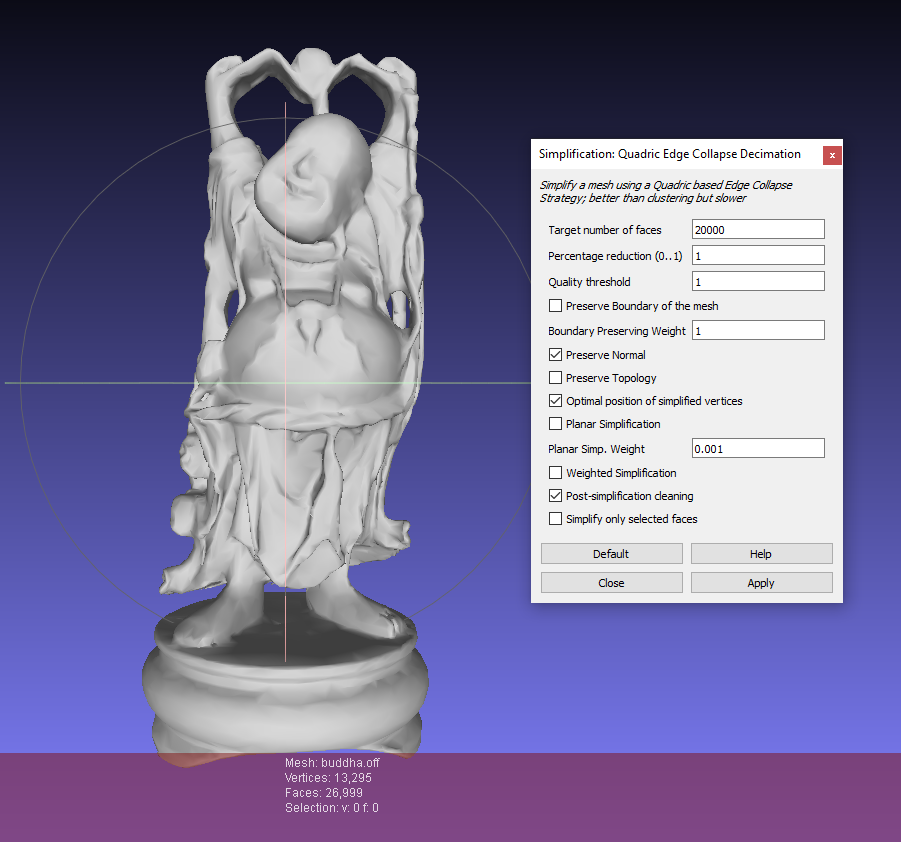 Simplification: Quadric Edge Collapse Decimation
x
Simplify a mesh using a Quadric based Edge Collapse
Strategy; better than clustering but slower
Target number of faces 20000
Percentage reduction (0..1) 1
Quality threshold 1
Preserve Boundary of the mesh
Boundary Preserving Weight 1
Preserve Normal
Preserve Topology
Optimal position of simplified vertices
Planar Simplification
Planar Simp. Weight 0.001
Weighted Simplification
Post-simplification cleaning
Simplify only selected faces
Default Help
Close Apply
Mesh: buddha.off
Vertices: 13,295
Faces: 26,999
Selection: v: 0 f: 0